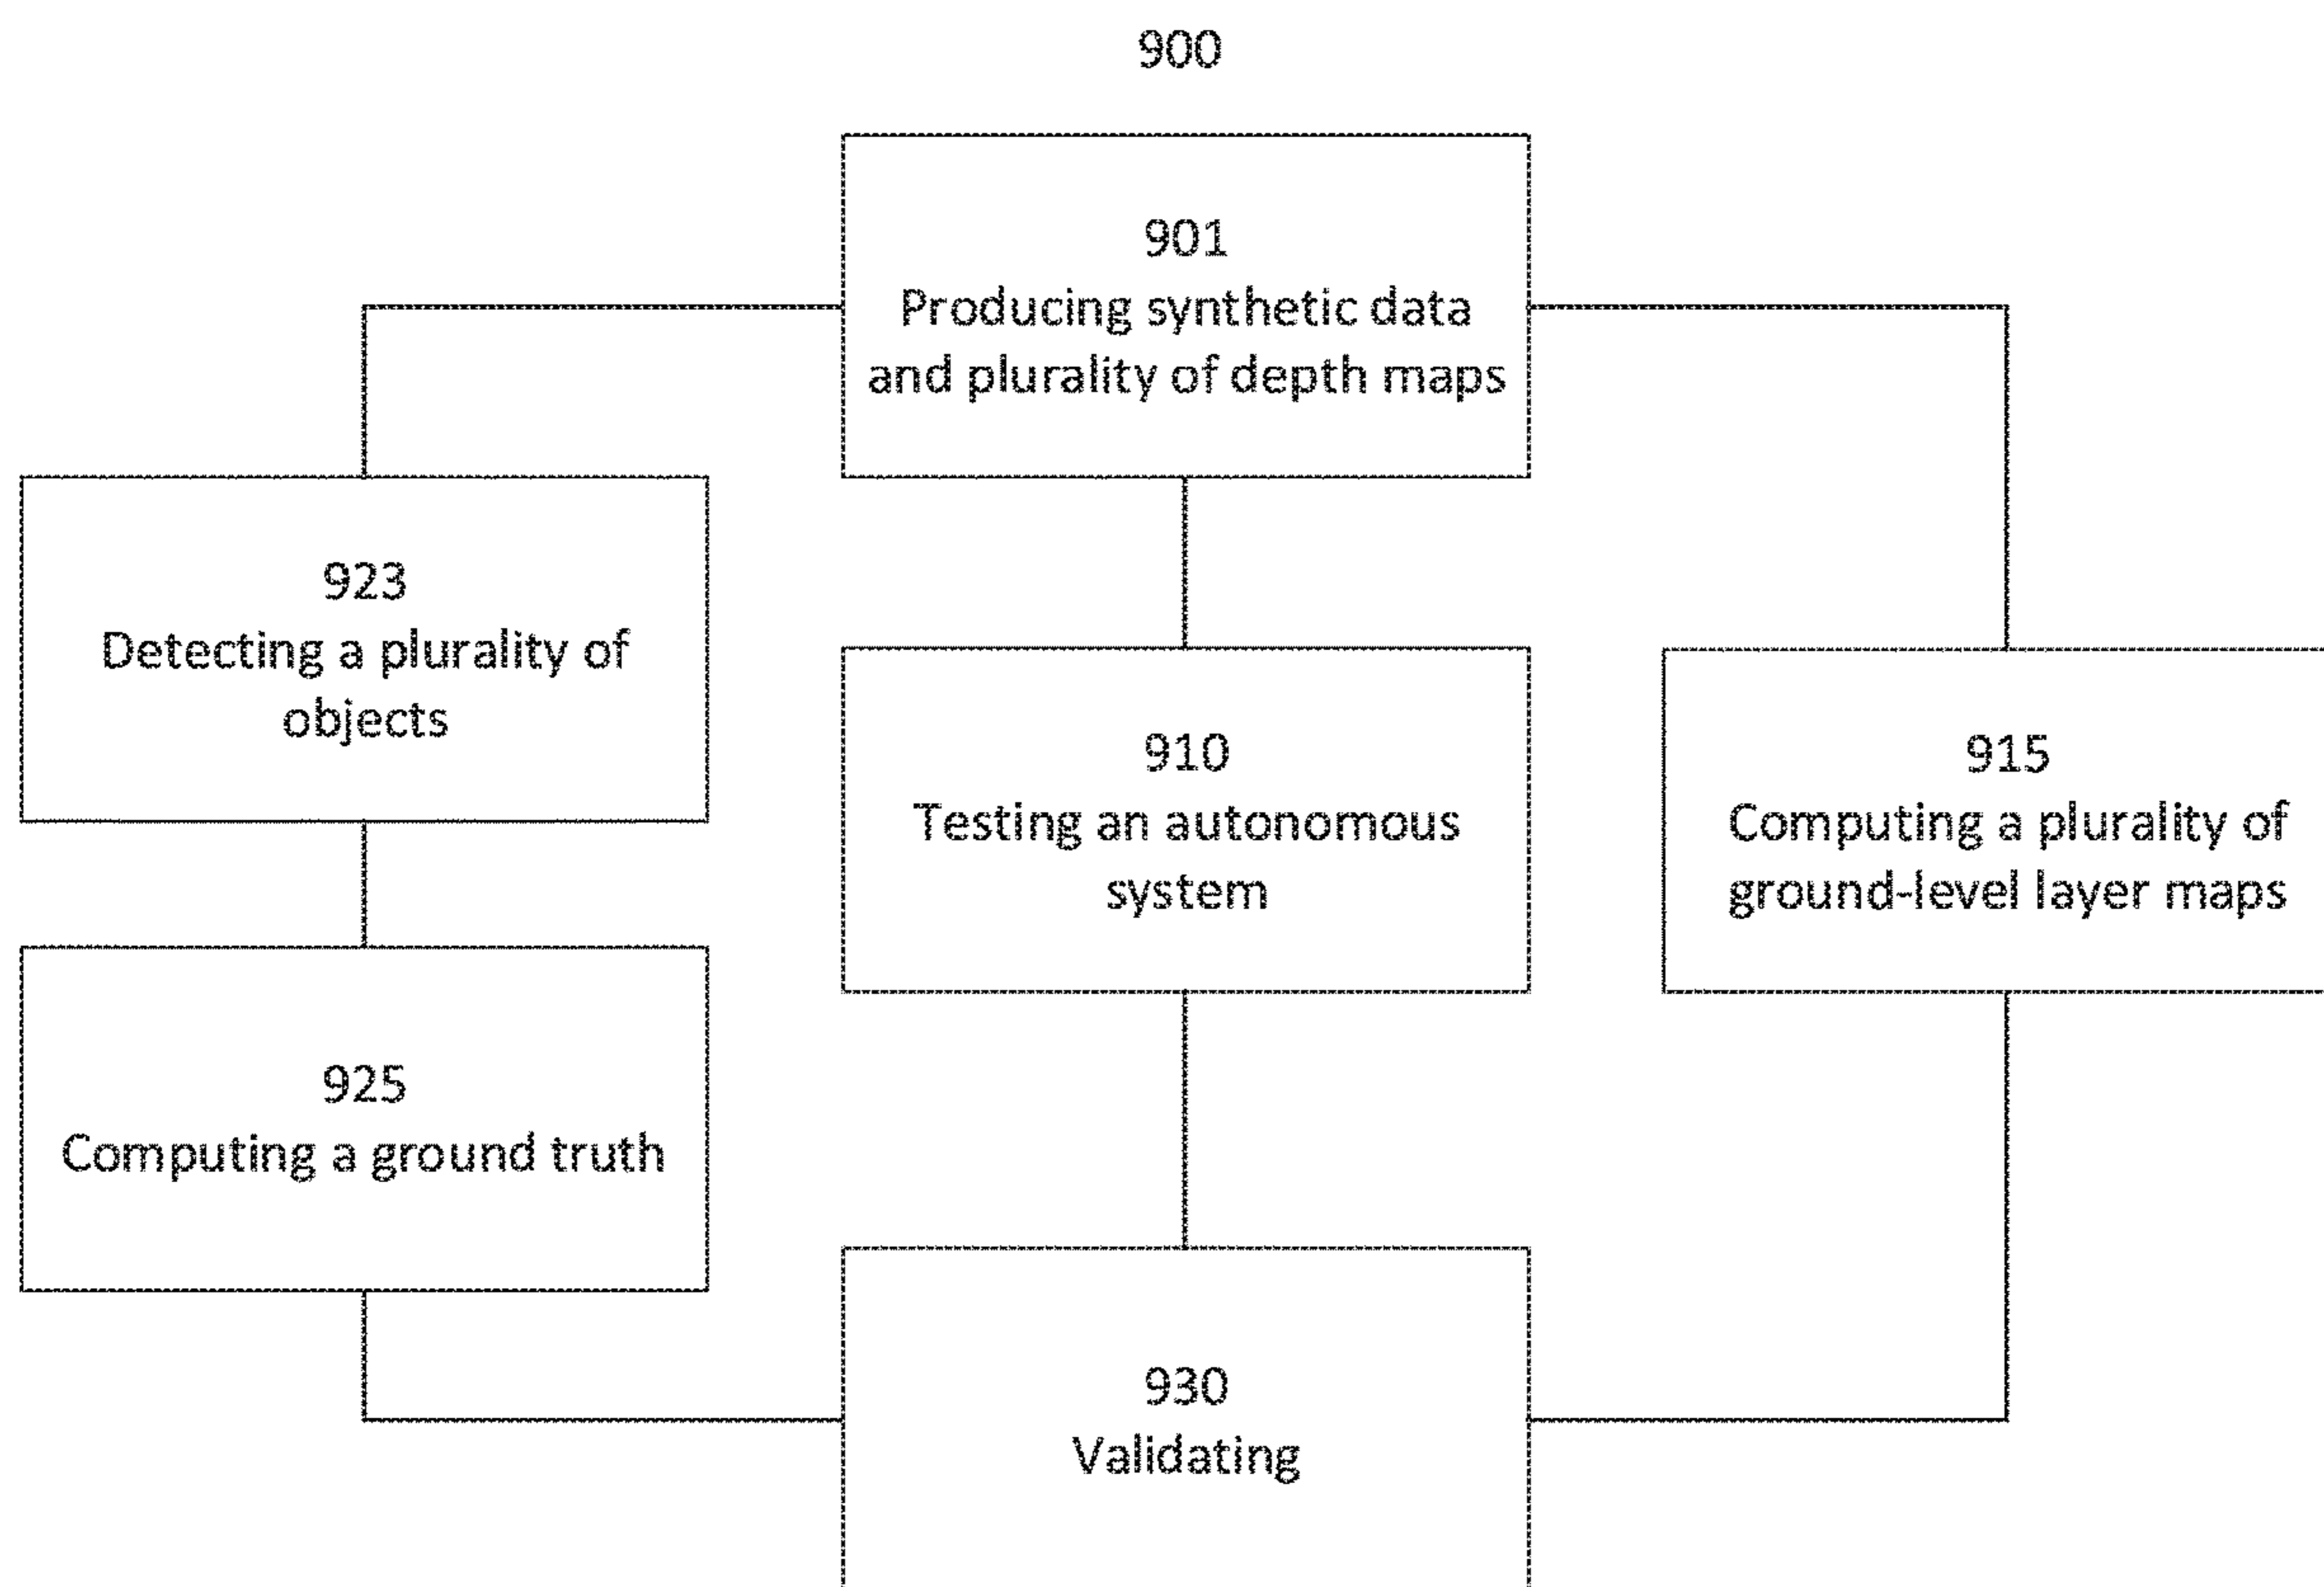 900
901
Producing synthetic data
and plurality of depth maps
923
Detecting a plurality of
objects
910
Testing an autonomous
system
915
Computing a plurality of
ground-level layer maps
925
Computing a ground truth
930
Validating